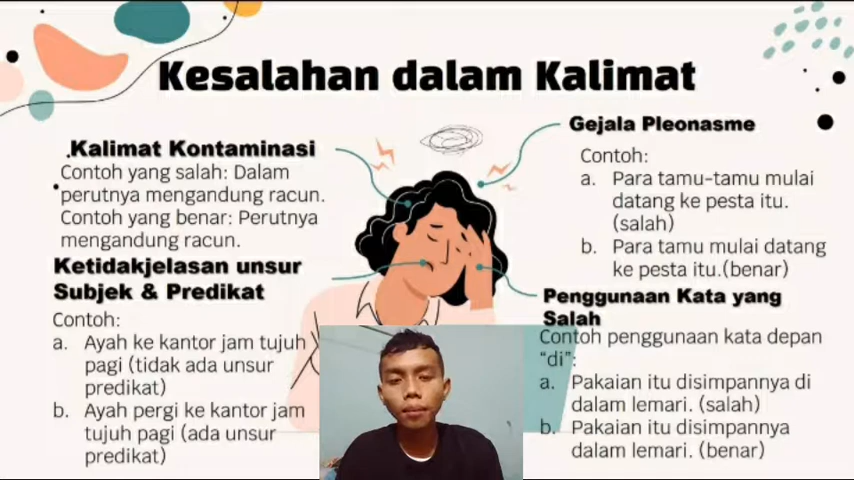 Kesalahan dalam Kalimat
Kalimat Kontaminasi
Contoh yang salah: Dalam
perutnya mengandung racun.
Contoh yang benar: Perutnya
mengandung racun.
Ketidakjelasan unsur
Subjek & Predikat
Contoh:
a. Ayah ke kantor jam tujuh
pagi (tidak ada unsur
predikat)
b. Ayah pergi ke kantor jam
tujuh pagi (ada unsur
predikat)
Gejala Pleonasme
Contoh:
a. Para tamu-tamu mulai
datang ke pesta itu.
(salah)
b. Para tamu mulai datang
ke pesta itu.(benar)
Penggunaan Kata yang
Salah
Contoh penggunaan kata depan
“di”:
a. Pakaian itu disimpannya di
dalam lemari. (salah)
b. Pakaian itu disimpannya
dalam lemari. (benar)